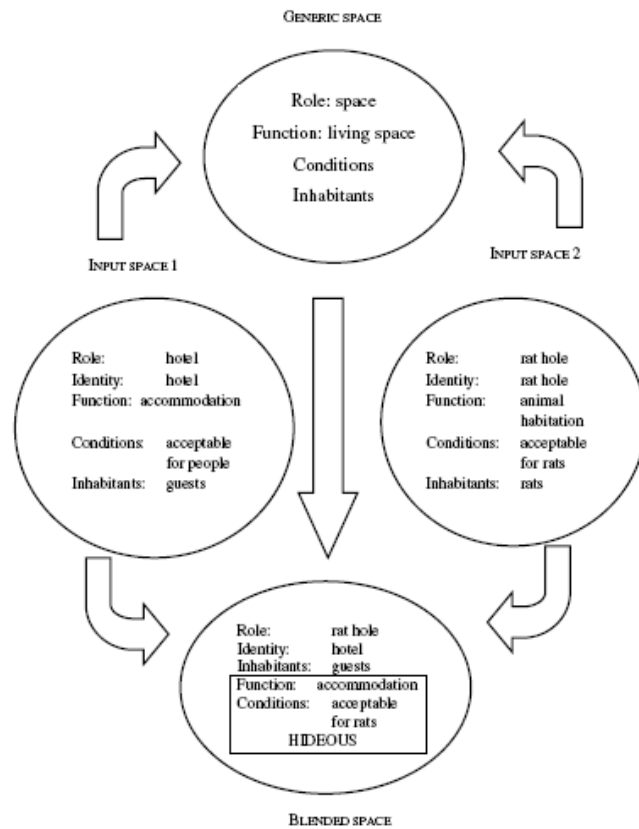 GENERIC SPACE
Role: space
Function: living space
Conditions
Inhabitants
INPUT SPACE 1
INPUT SPACE 2
Role: hotel
Identity: hotel
Function: accommodation
Conditions: acceptable
for people
Inhabitants: guests
Role: rat hole
Identity: rat hole
Function: animal
habitation
Conditions: acceptable
for rats
Inhabitants: rats
Role: rat hole
Identity: hotel
Inhabitants: guests
Function: accommodation
Conditions: acceptable
for rats
HIDEOUS
BLENDED SPACE